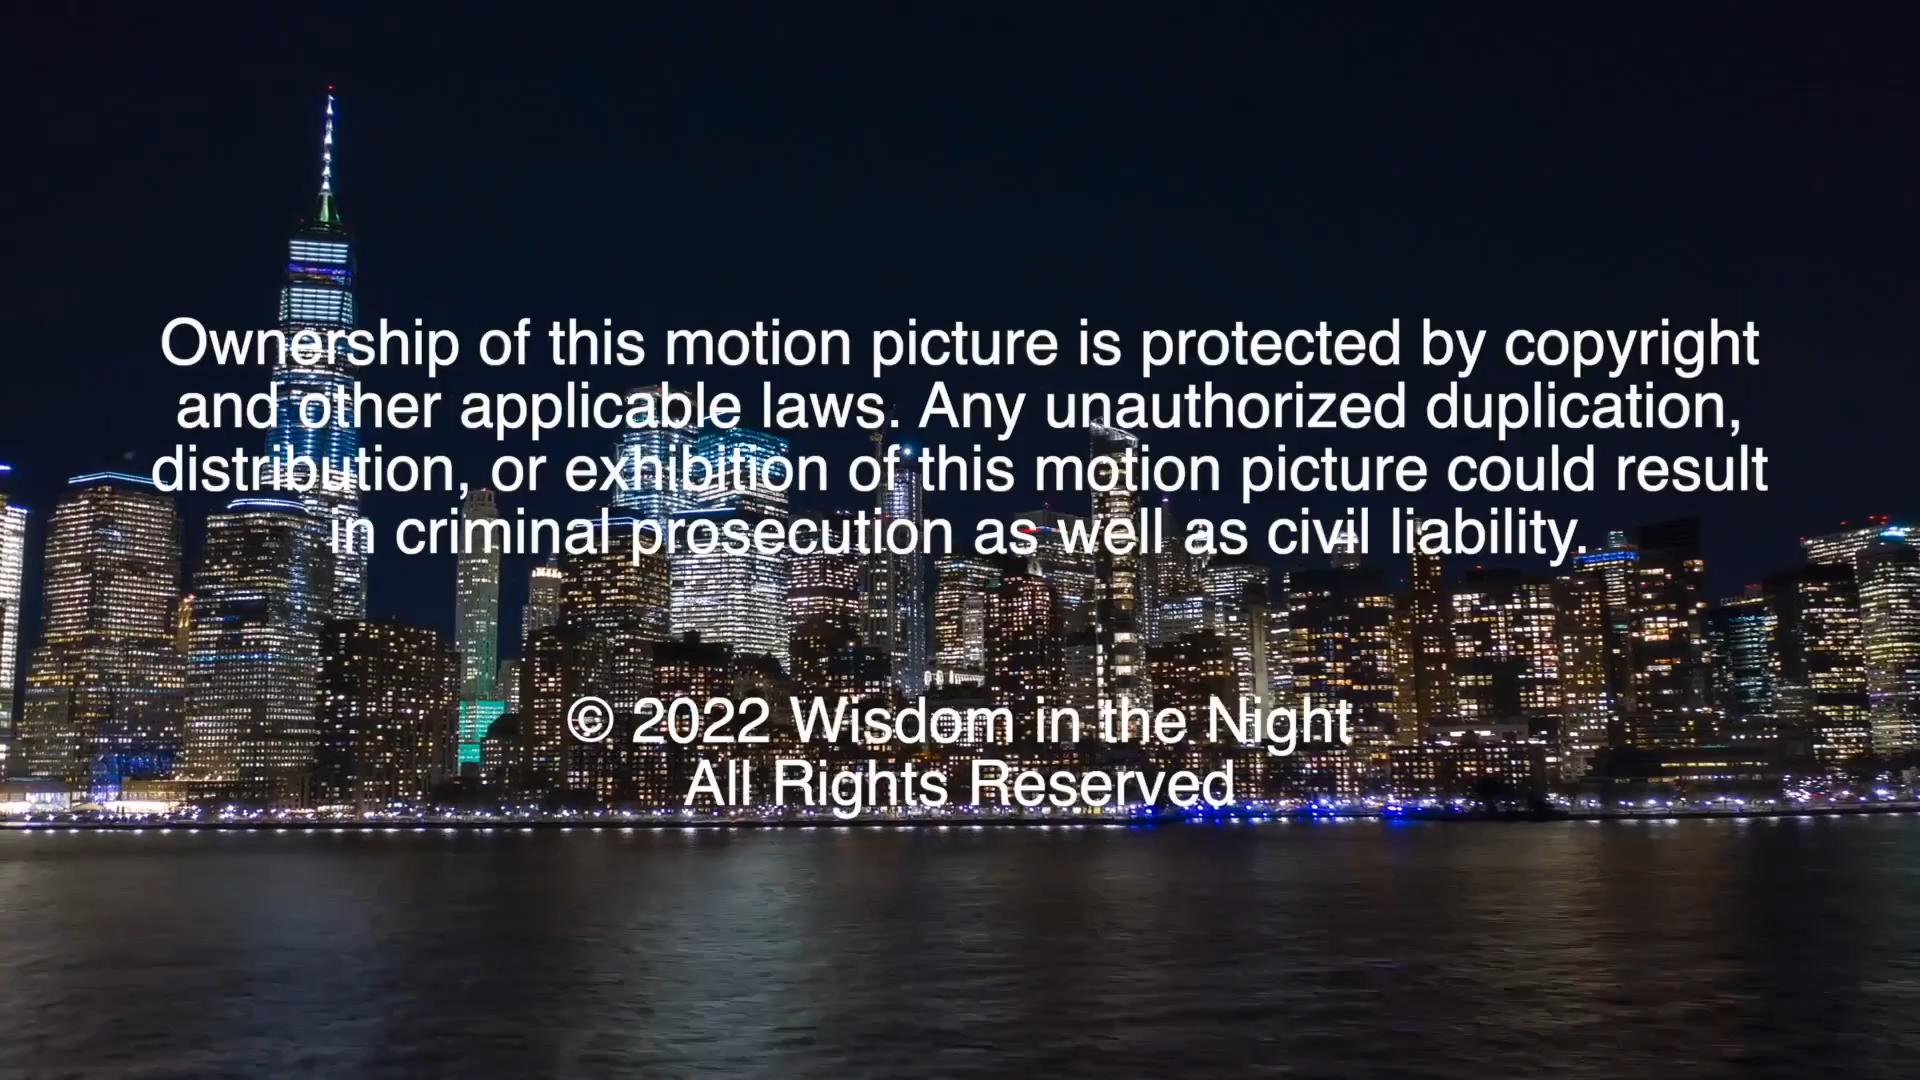 Ownership of this motion picture is protected by copyright
and other applicable laws. Any unauthorized duplication,
distribution, or exhibition of this motion picture could result
in criminal prosecution as well as civil liability.
© 2022 Wisdom in the Night
All Rights Reserved